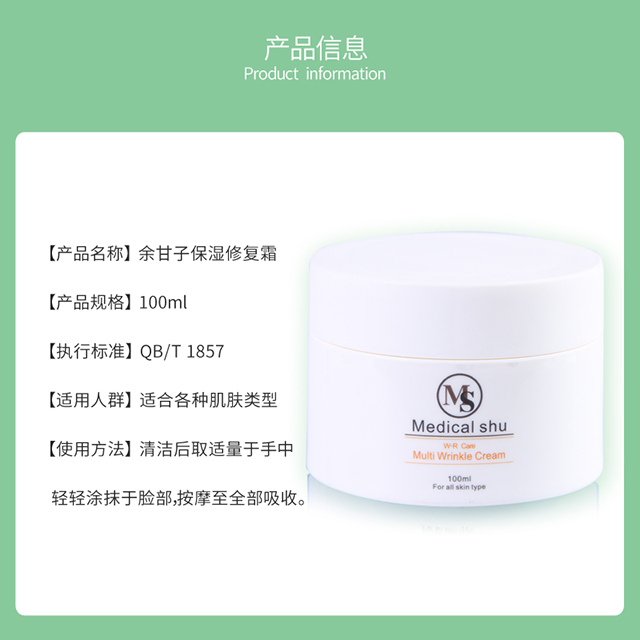 产品信息
Product information
【产品名称】余甘子保湿修复霜
【产品规格】100ml
【执行标准】QB/T 1857
【适用人群】适合各种肌肤类型
【使用方法】清洁后取适量于手中
轻轻涂抹于脸部,按摩至全部吸收。
MS
Medical shu
W-R Care
Multi Wrinkle Cream
100ml
For all skin type